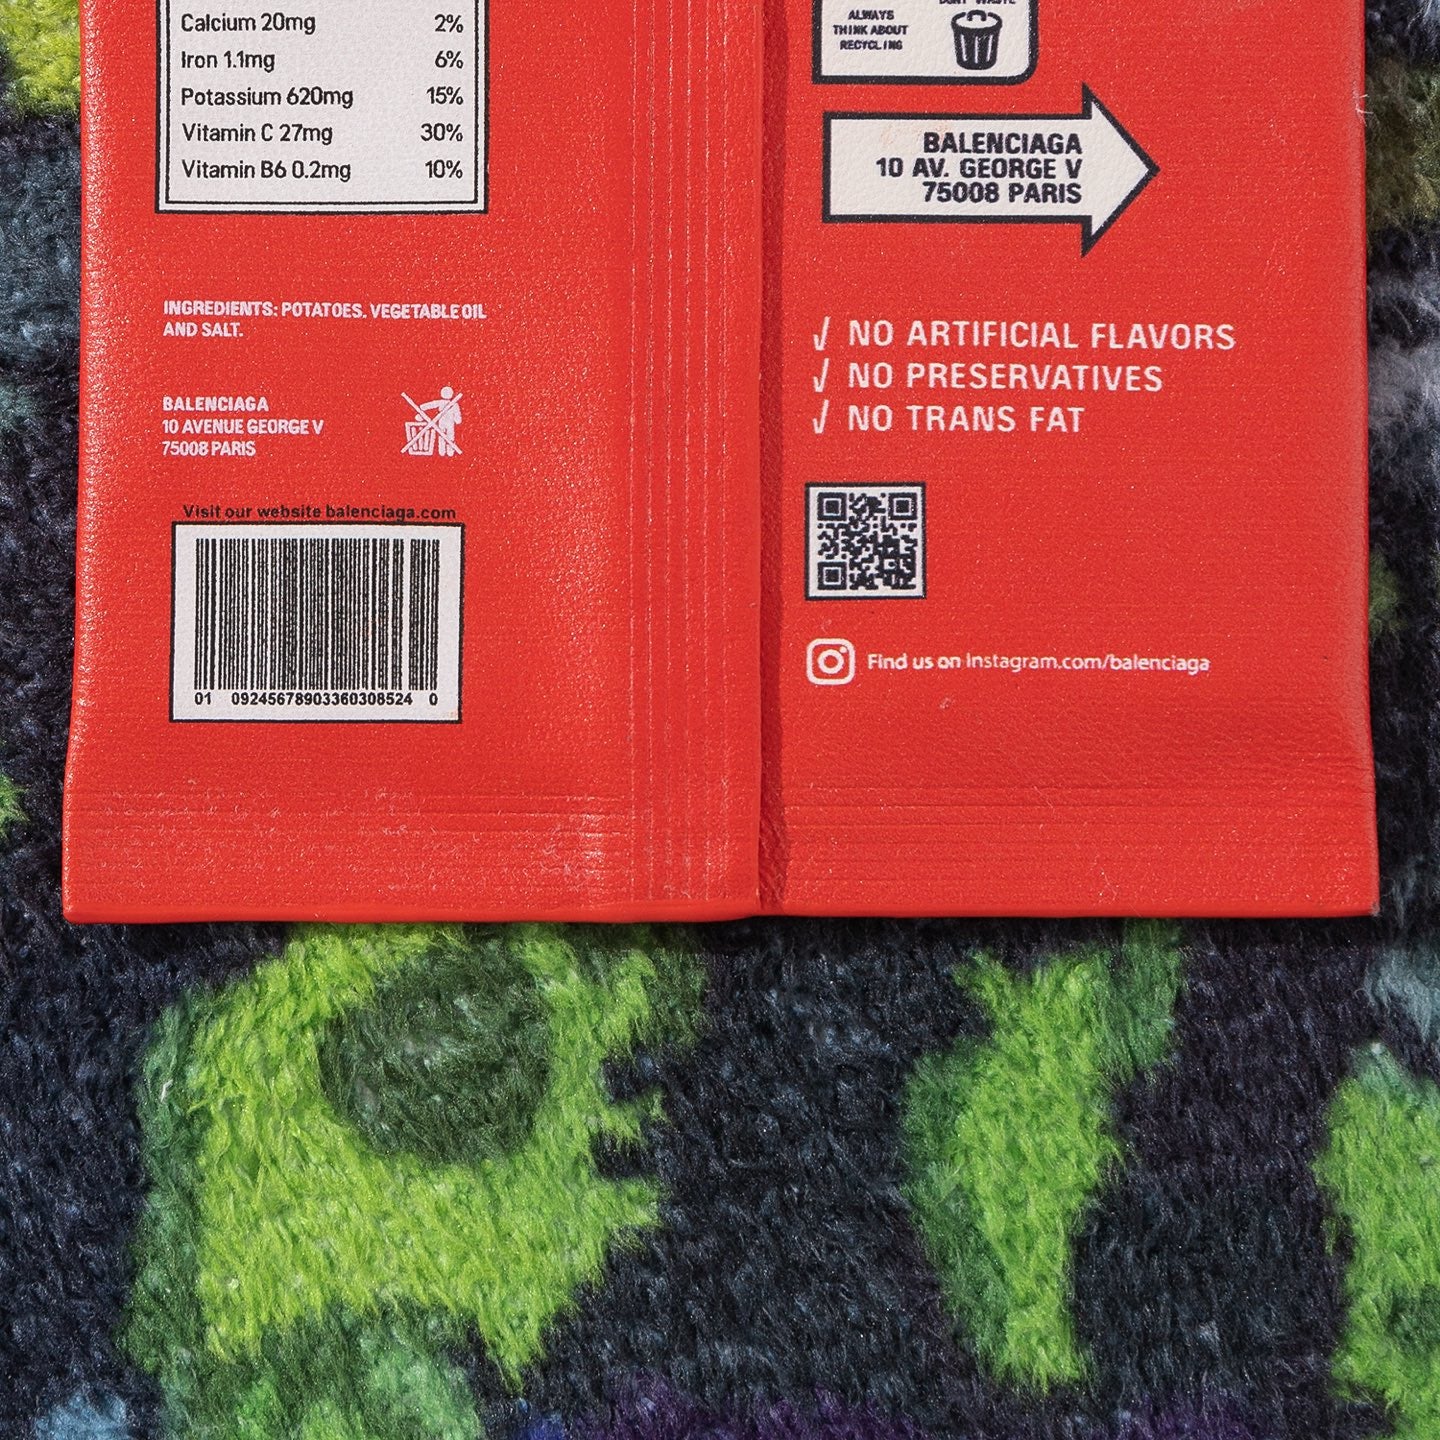 Calcium 20mg 2%
Iron 1.1mg 6%
Potassium 620mg 15%
Vitamin C 27mg 30%
Vitamin B6 0.2mg 10%
INGREDIENTS: POTATOES. VEGETABLE OIL
AND SALT.
BALENCIAGA
10 AVENUE GEORGE V
75008 PARIS
Visit our website balenciaga.com
01 09245678903360308524 0
DONT WASTE
ALWAYS
THINK ABOUT
RECYCLING
BALENCIAGA
10 AV. GEORGE V
75008 PARIS
√ NO ARTIFICIAL FLAVORS
√ NO PRESERVATIVES
√ NO TRANS FAT
Find us on Instagram.com/balenciaga